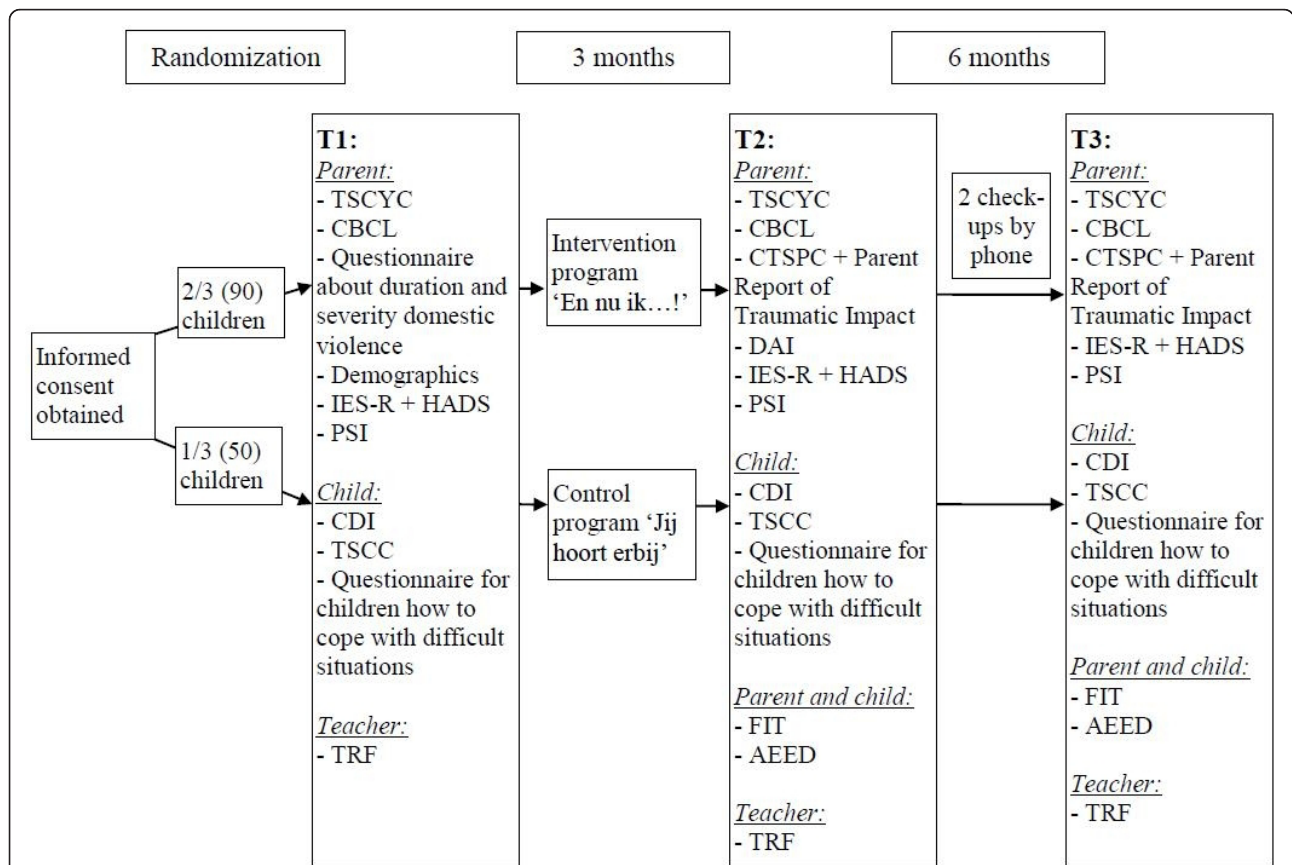 Randomization
3 months
6 months
Informed
consent
obtained
2/3 (90)
children
1/3 (50)
children
T1:
Parent:
- TSCYC
- CBCL
- Questionnaire
about duration and
severity domestic
violence
- Demographics
- IES-R + HADS
- PSI
Child:
- CDI
- TSCC
- Questionnaire for
children how to
cope with difficult
situations
Teacher:
- TRF
Intervention
program
‘En nu ik…!’
Control
program ‘Jij
hoort erbij’
T2:
Parent:
- TSCYC
- CBCL
- CTSPC + Parent
Report of
Traumatic Impact
- DAI
- IES-R + HADS
- PSI
Child:
- CDI
- TSCC
- Questionnaire for
children how to
cope with difficult
situations
Parent and child:
- FIT
- AEED
Teacher:
- TRF
2 check-
ups by
phone
T3:
Parent:
- TSCYC
- CBCL
- CTSPC + Parent
Report of
Traumatic Impact
- IES-R + HADS
- PSI
Child:
- CDI
- TSCC
- Questionnaire for
children how to
cope with difficult
situations
Parent and child:
- FIT
- AEED
Teacher:
- TRF